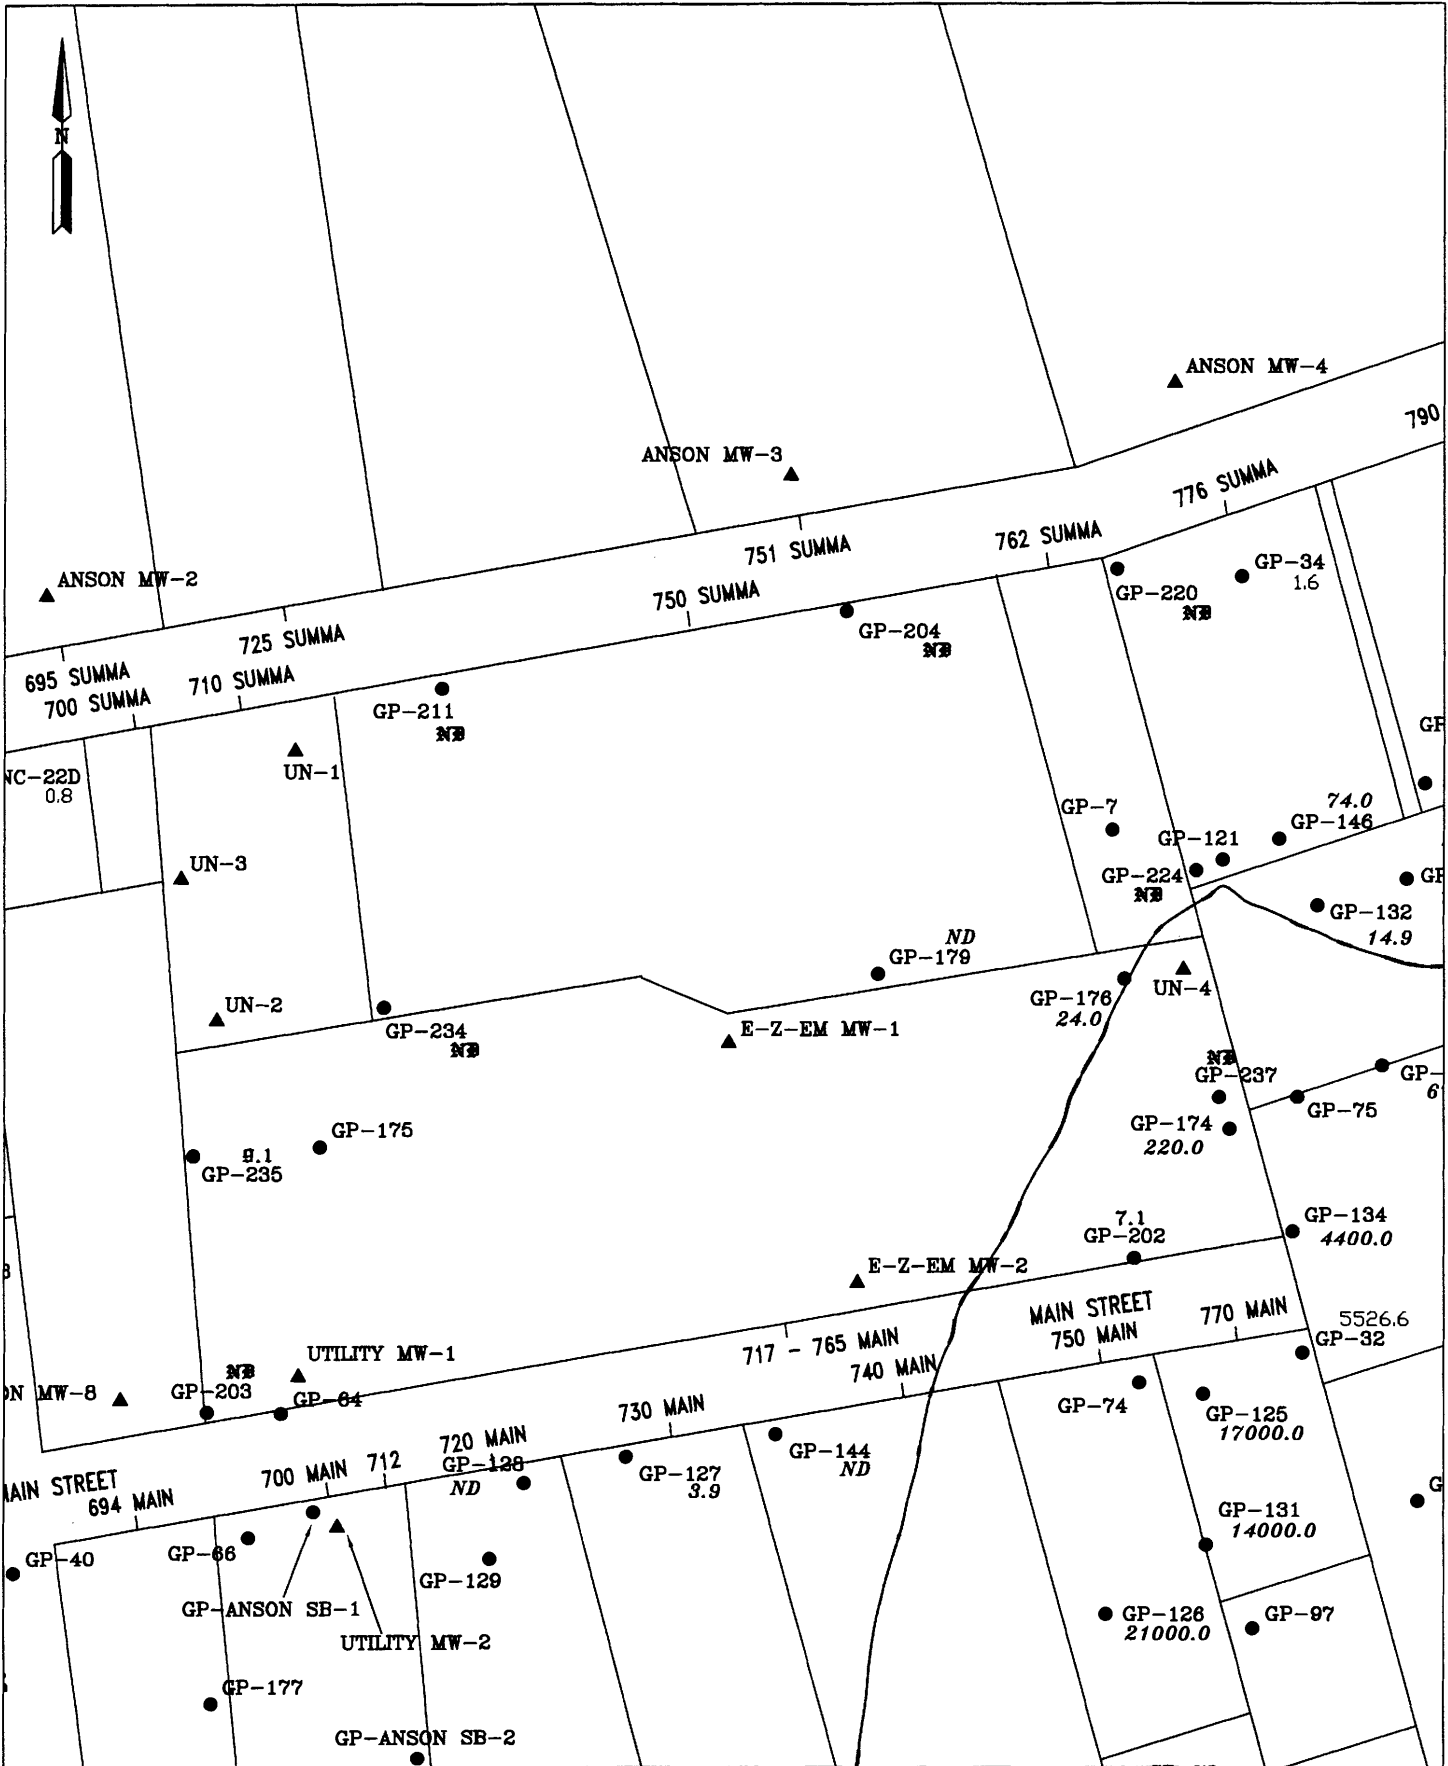 N
ANSON MW-4
790
ANSON MW-3
776 SUMMA
762 SUMMA
751 SUMMA
GP-34
1.6
ANSON MW-2
750 SUMMA
GP-220
ND
725 SUMMA
GP-204
ND
695 SUMMA
710 SUMMA
700 SUMMA
GP-211
ND
UN-1
NC-22D
0.8
74.0
GP-7
GP-146
GP-121
UN-3
GP-224
ND
GP-132
14.9
ND
GP-179
UN-4
GP-176
24.0
UN-2
GP-234
ND
E-Z-EM MW-1
ND
GP-237
GP-
6
GP-75
GP-174
220.0
GP-175
9.1
GP-235
7.1
GP-202
GP-134
4400.0
E-Z-EM MW-2
MAIN STREET
770 MAIN
5526.6
GP-32
717 - 765 MAIN
750 MAIN
740 MAIN
UTILITY MW-1
ND
GP-203
ON MW-8
GP-64
GP-74
GP-125
17000.0
730 MAIN
720 MAIN
GP-128
ND
GP-144
ND
GP-127
3.9
712
700 MAIN
MAIN STREET
694 MAIN
GP-131
14000.0
GP-40
GP-66
GP-129
GP-ANSON SB-1
UTILITY MW-2
GP-126
21000.0
GP-97
GP-177
GP-ANSON SB-2